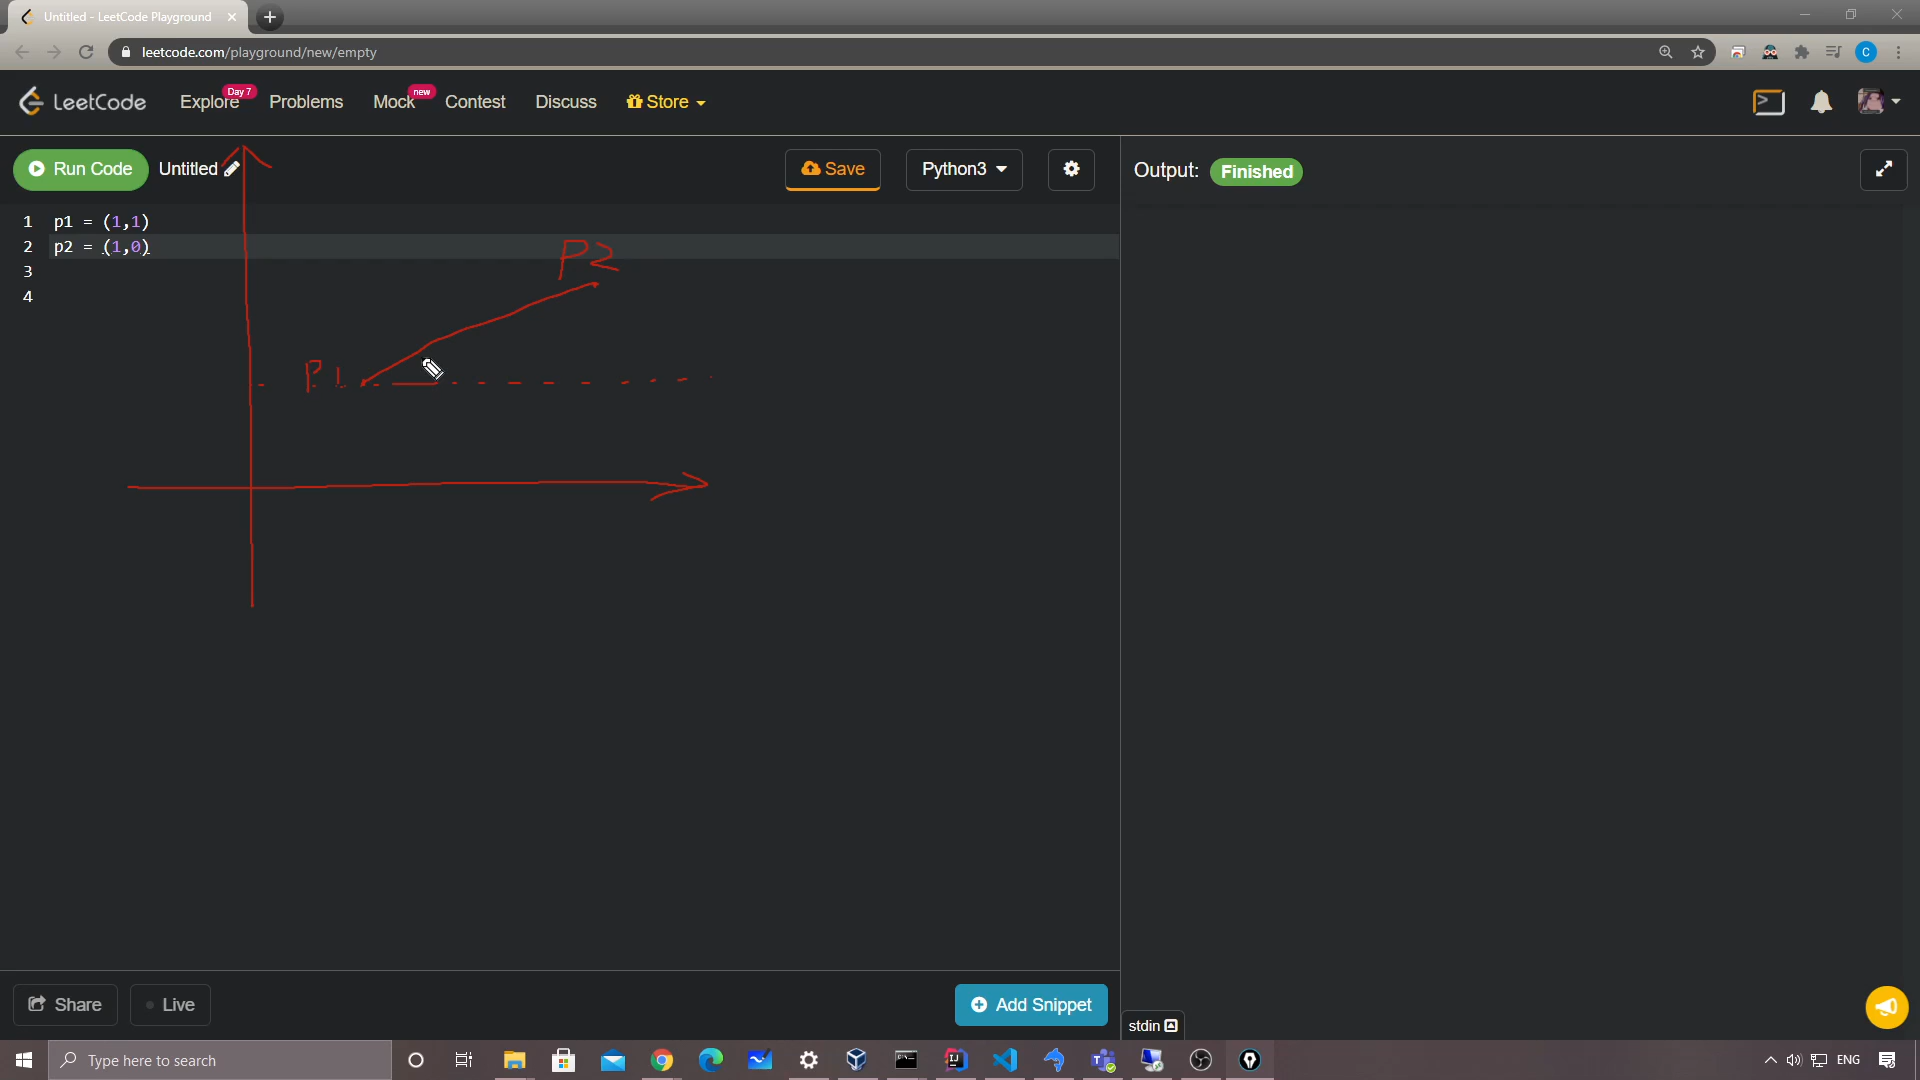 Untitled - LeetCode Playground
leetcode.com/playground/new/empty
C
LeetCode
Explore
Day 7
Problems
Mock
new
Contest
Discuss
Store
Run Code
Untitled
Save
Python3
Output:
Finished
1 p1 = (1,1)
2 p2 = (1,0)
3
4
P2
P1
Share
Live
Add Snippet
stdin
Type here to search
ENG